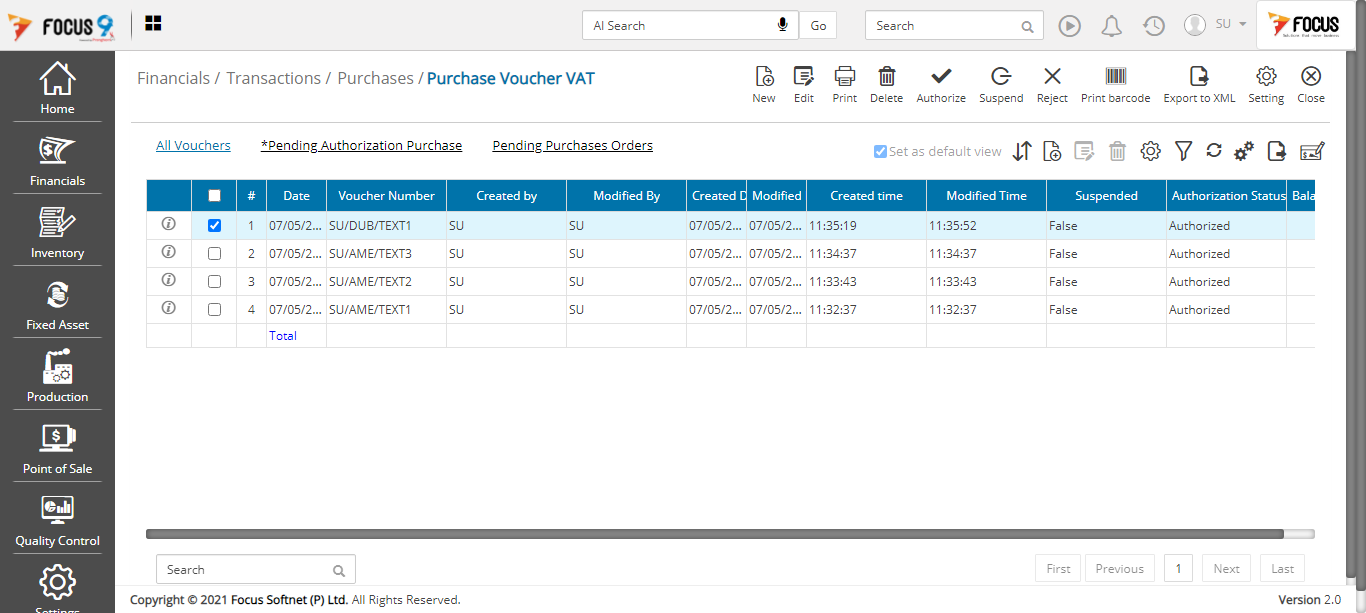 FOCUS 9
AI Search
Go
Search
SU
FOCUS
Home
Financials
Inventory
Fixed Asset
Production
Point of Sale
Quality Control
Settings
Financials / Transactions / Purchases / Purchase Voucher VAT
New Edit Print Delete Authorize Suspend Reject Print barcode Export to XML Setting Close
All Vouchers *Pending Authorization Purchase Pending Purchases Orders
Set as default view
# Date Voucher Number Created by Modified By Created D Modified Created time Modified Time Suspended Authorization Status Bala
1 07/05/2... SU/DUB/TEXT1 SU SU 07/05/2... 07/05/2... 11:35:19 11:35:52 False Authorized
2 07/05/2... SU/AME/TEXT3 SU SU 07/05/2... 07/05/2... 11:34:37 11:34:37 False Authorized
3 07/05/2... SU/AME/TEXT2 SU SU 07/05/2... 07/05/2... 11:33:43 11:33:43 False Authorized
4 07/05/2... SU/AME/TEXT1 SU SU 07/05/2... 07/05/2... 11:32:37 11:32:37 False Authorized
Total
Search
First Previous 1 Next Last
Copyright © 2021 Focus Softnet (P) Ltd. All Rights Reserved.
Version 2.0